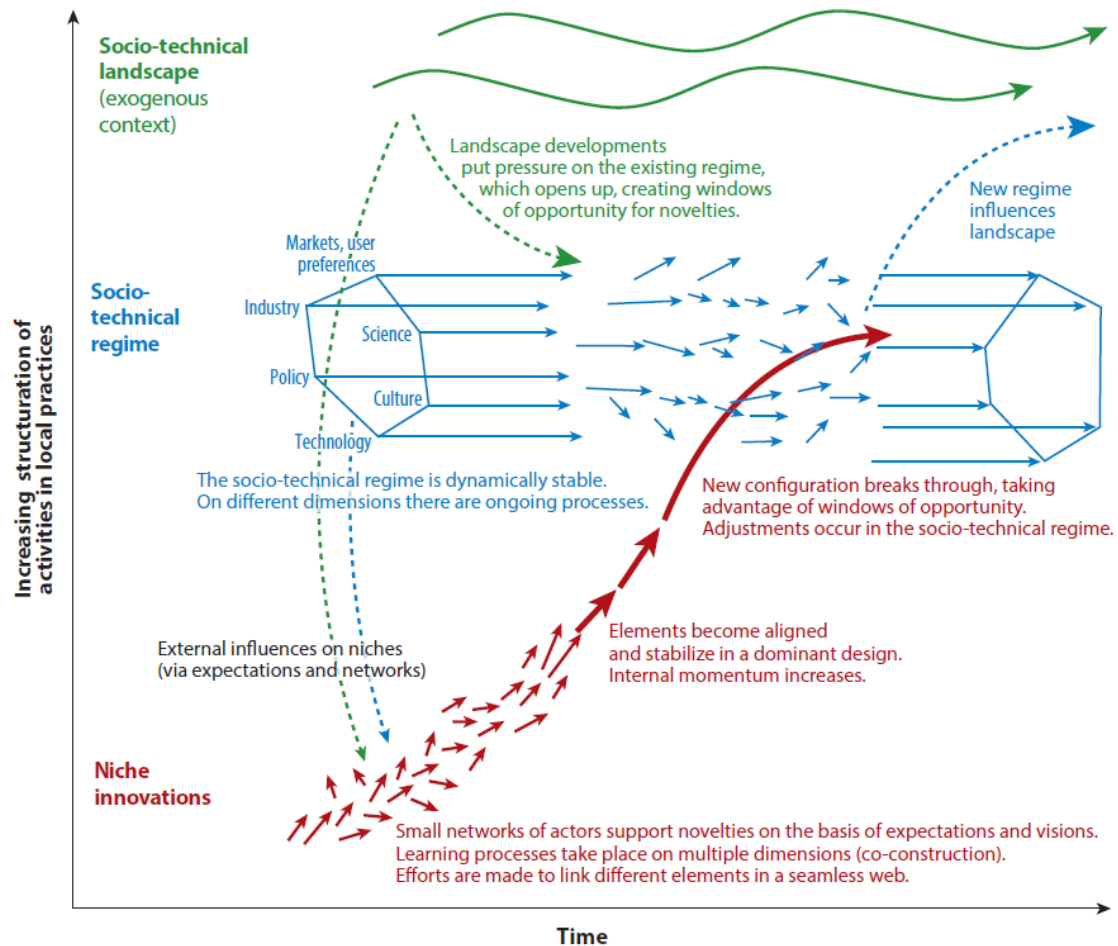 Socio-technical
landscape
(exogenous
context)
Landscape developments
put pressure on the existing regime,
which opens up, creating windows
of opportunity for novelties.
New regime
influences
landscape
Markets, user
preferences
Socio-
technical
regime
Industry
Science
Policy
Culture
Technology
The socio-technical regime is dynamically stable.
On different dimensions there are ongoing processes.
New configuration breaks through, taking
advantage of windows of opportunity.
Adjustments occur in the socio-technical regime.
Increasing structuration of
activities in local practices
External influences on niches
(via expectations and networks)
Elements become aligned
and stabilize in a dominant design.
Internal momentum increases.
Niche
innovations
Small networks of actors support novelties on the basis of expectations and visions.
Learning processes take place on multiple dimensions (co-construction).
Efforts are made to link different elements in a seamless web.
Time